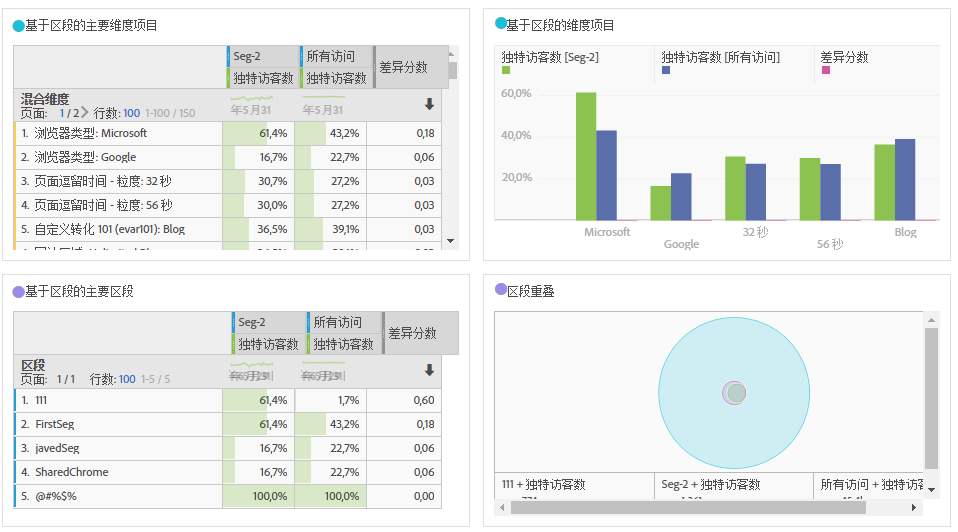 基于区段的主要维度项目
Seg-2 所有访问 差异分数
独特访客数 独特访客数
混合维度
页面: 1 / 2 行数: 100 1-100 / 150
年5月31 年5月31
1. 浏览器类型: Microsoft 61,4% 43,2% 0,18
2. 浏览器类型: Google 16,7% 22,7% 0,06
3. 页面逗留时间 - 粒度: 32 秒 30,7% 27,2% 0,03
4. 页面逗留时间 - 粒度: 56 秒 30,0% 27,2% 0,03
5. 自定义转化 101 (evar101): Blog 36,5% 39,1% 0,03
基于区段的维度项目
独特访客数 [Seg-2] 独特访客数 [所有访问] 差异分数
60,0%
40,0%
20,0%
Microsoft
Google
32 秒
56 秒
Blog
基于区段的主要区段
Seg-2 所有访问 差异分数
独特访客数 独特访客数
区段
页面: 1 / 1 行数: 100 1-5 / 5
1. 111 61,4% 1,7% 0,60
2. FirstSeg 61,4% 43,2% 0,18
3. javedSeg 16,7% 22,7% 0,06
4. SharedChrome 16,7% 22,7% 0,06
5. @#%$% 100,0% 100,0% 0,00
区段重叠
111 + 独特访客数 Seg-2 + 独特访客数 所有访问 + 独特访客